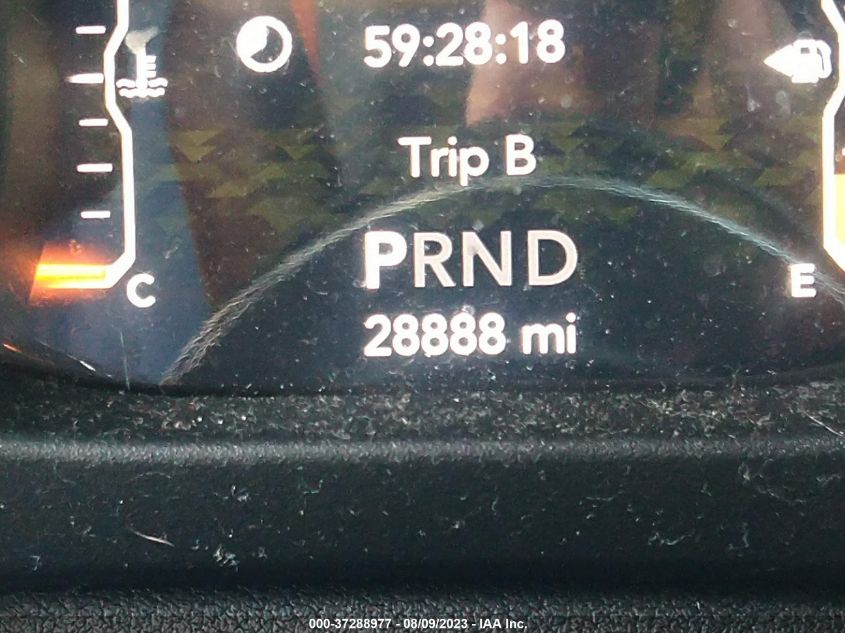 59:28:18
Trip B
PRND
C
E
28888 mi
000-37288977 - 08/09/2023 - IAA Inc.